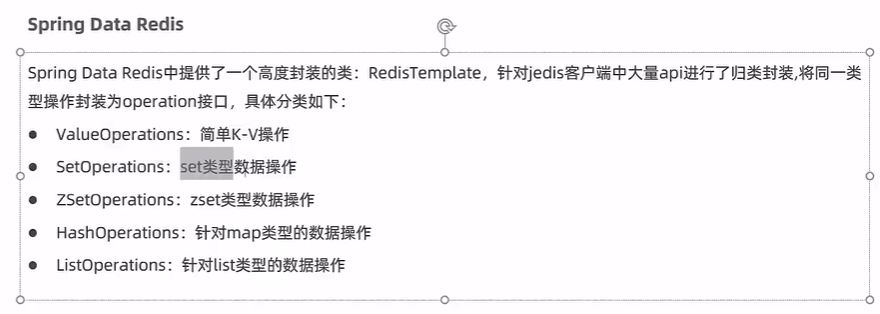 Spring Data Redis
Spring Data Redis中提供了一个高度封装的类：RedisTemplate，针对jedis客户端中大量api进行了归类封装,将同一类
型操作封装为operation接口，具体分类如下：
● ValueOperations：简单K-V操作
● SetOperations：set类型数据操作
● ZSetOperations：zset类型数据操作
● HashOperations：针对map类型的数据操作
● ListOperations：针对list类型的数据操作